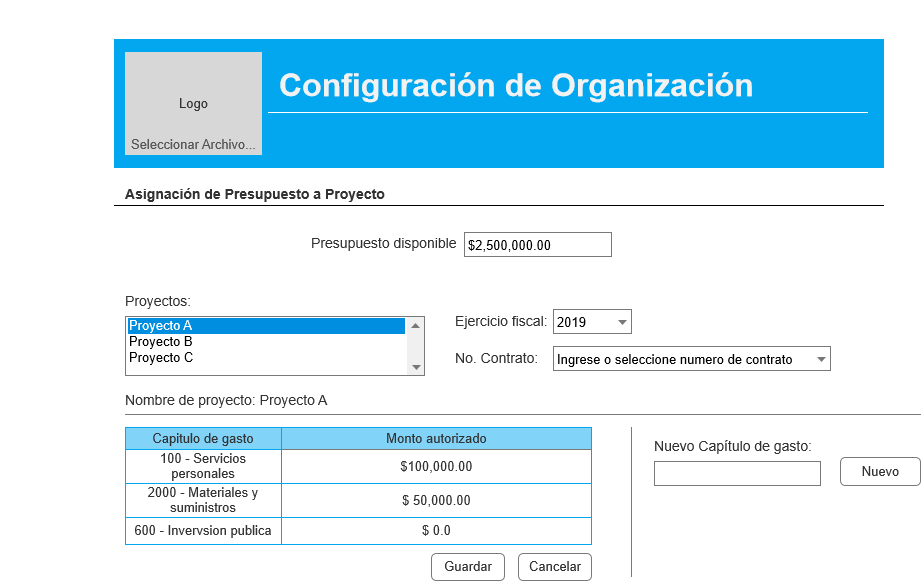 Configuración de Organización
Logo
Seleccionar Archivo...
Asignación de Presupuesto a Proyecto
Presupuesto disponible $2,500,000.00
Proyectos:
Proyecto A
Proyecto B
Proyecto C
Ejercicio fiscal: 2019
No. Contrato: Ingrese o seleccione numero de contrato
Nombre de proyecto: Proyecto A
Capitulo de gasto Monto autorizado
100 - Servicios
personales
$100,000.00
2000 - Materiales y
suministros
$ 50,000.00
600 - Invervsion publica $ 0.0
Guardar Cancelar
Nuevo Capítulo de gasto:
Nuevo